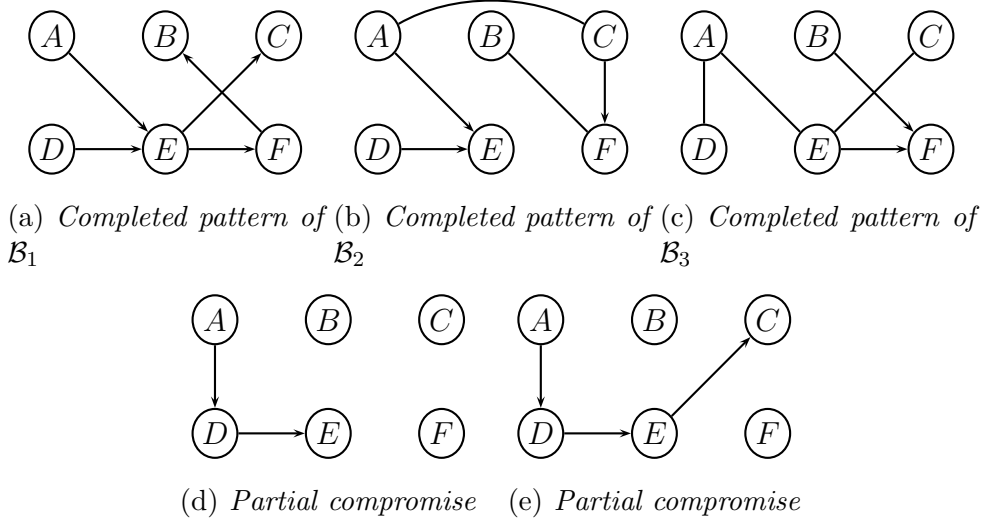 A B C A B C A B C
D E F D E F D E F
(a) Completed pattern of (b) Completed pattern of (c) Completed pattern of
B₁ B₂ B₃
A B C A B C
D E F D E F
(d) Partial compromise (e) Partial compromise